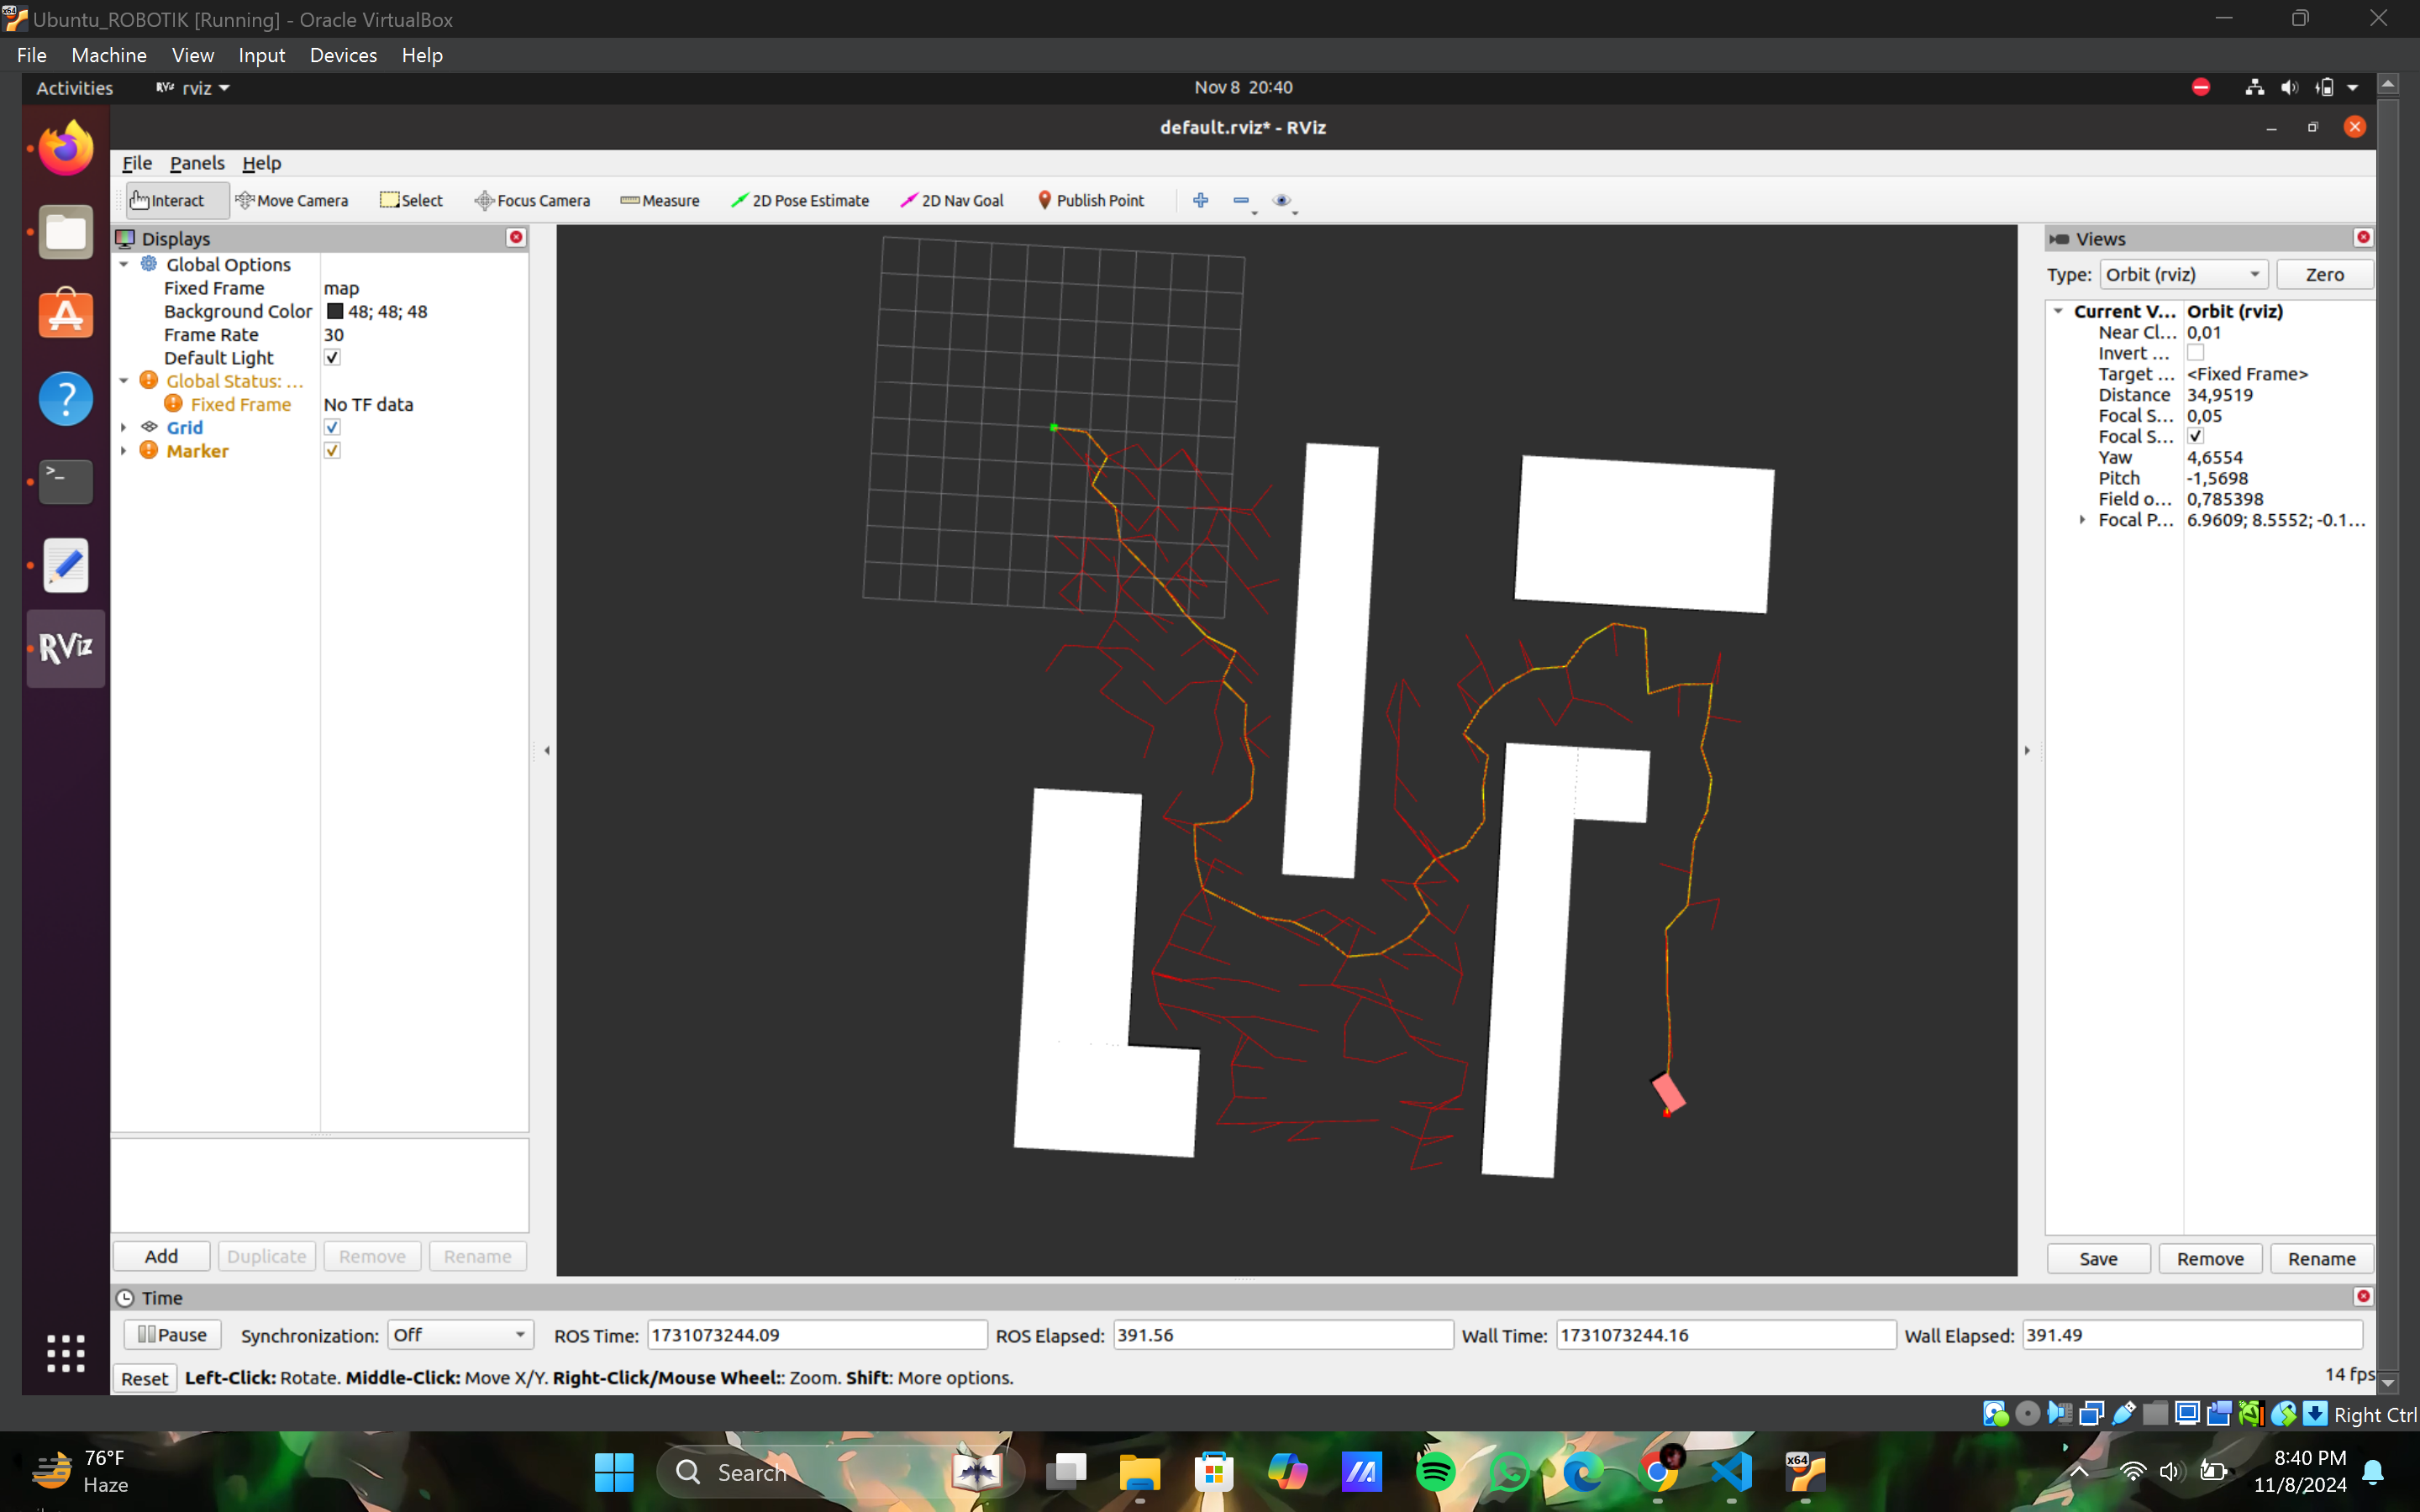 Ubuntu_ROBOTIK [Running] - Oracle VirtualBox
File Machine View Input Devices Help
Activities RViz rviz Nov 8 20:40
default.rviz* - RViz
File Panels Help
Interact Move Camera Select Focus Camera Measure 2D Pose Estimate 2D Nav Goal Publish Point
Displays
Global Options
Fixed Frame map
Background Color 48; 48; 48
Frame Rate 30
Default Light
Global Status: ...
Fixed Frame No TF data
Grid
Marker
RViz
Add Duplicate Remove Rename
Views
Type: Orbit (rviz) Zero
Current V... Orbit (rviz)
Near Cl... 0,01
Invert ...
Target ... <Fixed Frame>
Distance 34,9519
Focal S... 0,05
Focal S...
Yaw 4,6554
Pitch -1,5698
Field o... 0,785398
Focal P... 6.9609; 8.5552; -0.1...
Save Remove Rename
Time
Pause Synchronization: Off ROS Time: 1731073244.09 ROS Elapsed: 391.56 Wall Time: 1731073244.16 Wall Elapsed: 391.49
Reset Left-Click: Rotate. Middle-Click: Move X/Y. Right-Click/Mouse Wheel:: Zoom. Shift: More options. 14 fps
Right Ctrl
76°F
Haze
Search
x64
8:40 PM
11/8/2024